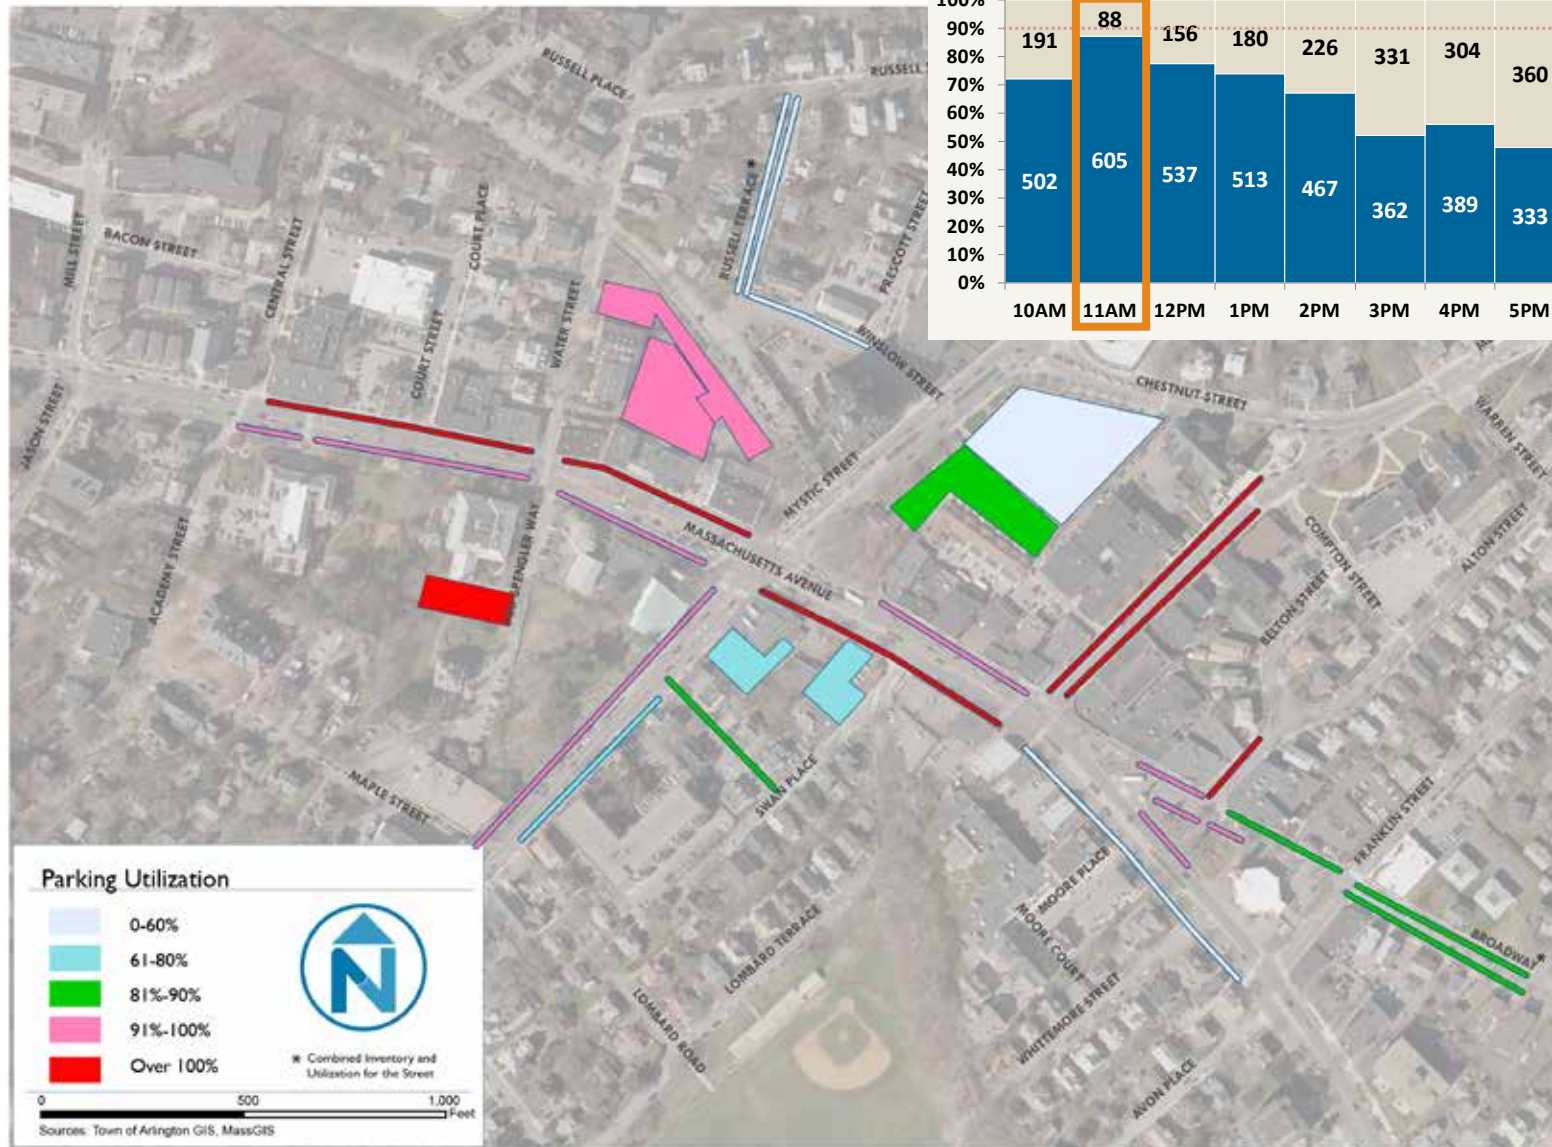 100%
90%
80%
70%
60%
50%
40%
30%
20%
10%
0%
191
88
156
180
226
331
304
360
502
605
537
513
467
362
389
333
10AM
11AM
12PM
1PM
2PM
3PM
4PM
5PM
RUSSELL PLACE
RUSSELL
RUSSELL TERRACE *
PRESCOTT STREET
COURT PLACE
MILL STREET
BACON STREET
CENTRAL STREET
COURT STREET
WATER STREET
WINSLOW STREET
CHESTNUT STREET
WARREN STREET
JASON STREET
MYSTIC STREET
MASSACHUSETTS AVENUE
ACADEMY STREET
SPENGLER WAY
COMPTON STREET
ALTON STREET
BELTON STREET
MAPLE STREET
SWAN PLACE
FRANKLIN STREET
MOORE PLACE
MOORE COURT
BROADWAY *
LOMBARD TERRACE
LOMBARD ROAD
WHITTEMORE STREET
AVON PLACE
Parking Utilization
0-60%
61-80%
81%-90%
91%-100%
Over 100%
N
* Combined Inventory and
Utilization for the Street
0 500 1,000
Feet
Sources: Town of Arlington GIS, MassGIS